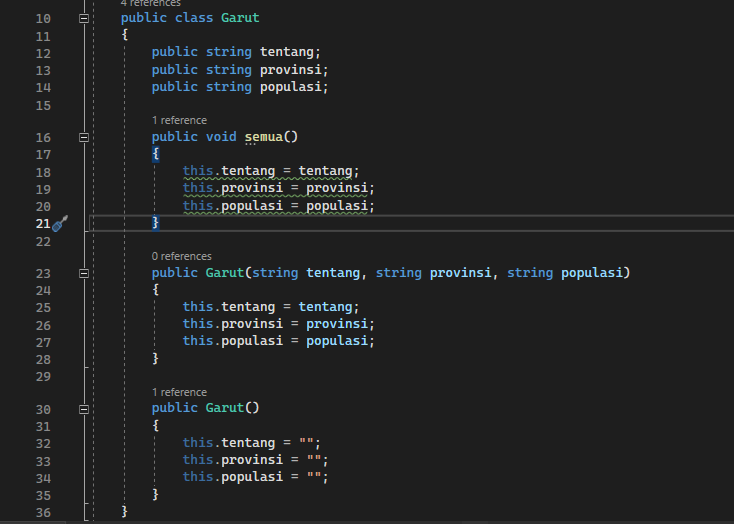 4 references
10 public class Garut
11 {
12 public string tentang;
13 public string provinsi;
14 public string populasi;
15
1 reference
16 public void semua()
17 {
18 this.tentang = tentang;
19 this.provinsi = provinsi;
20 this.populasi = populasi;
21 }
22
0 references
23 public Garut(string tentang, string provinsi, string populasi)
24 {
25 this.tentang = tentang;
26 this.provinsi = provinsi;
27 this.populasi = populasi;
28 }
29
1 reference
30 public Garut()
31 {
32 this.tentang = "";
33 this.provinsi = "";
34 this.populasi = "";
35 }
36 }